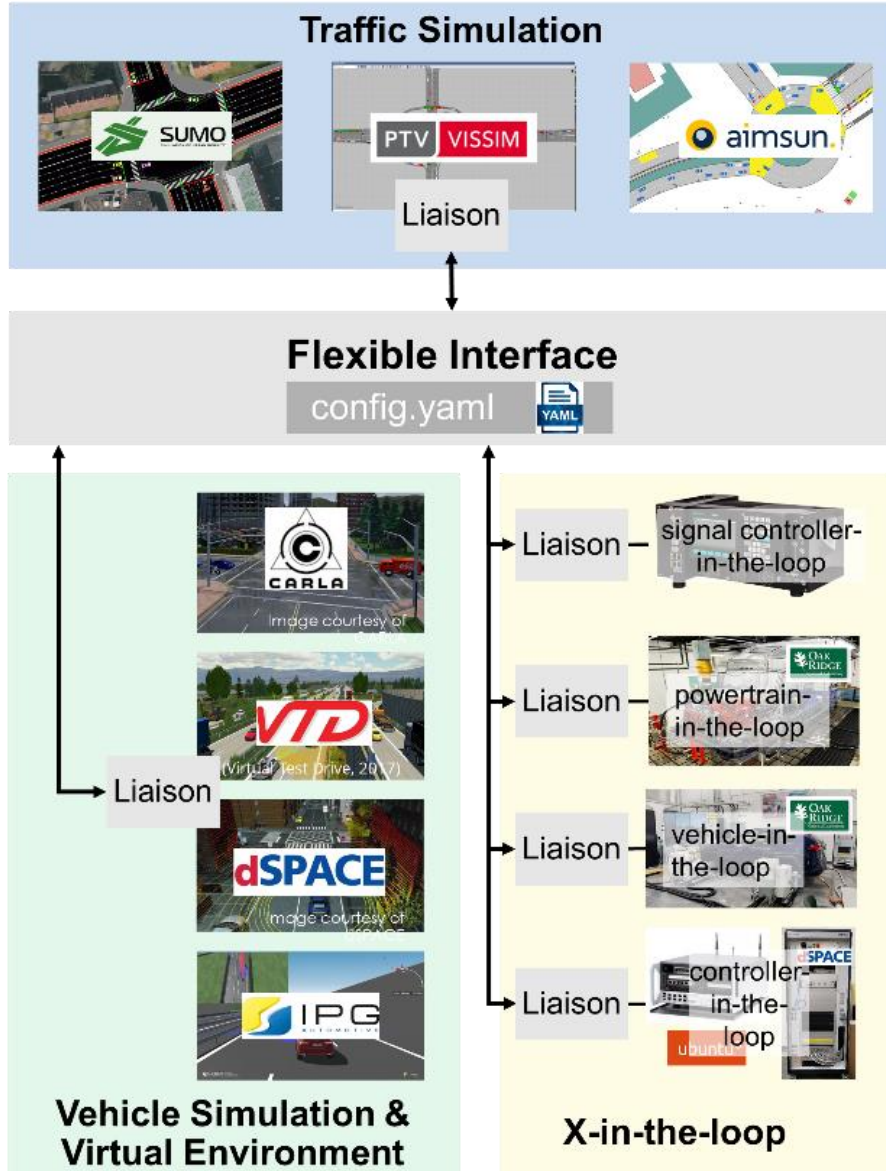 Traffic Simulation
SUMO
PTV VISSIM
aimsun.
Liaison
Flexible Interface
config.yaml
YAML
CARLA
Image courtesy of
VTD
(Virtual Test Drive, 2017)
Liaison
dSPACE
Image courtesy of
IPG
AUTOMOTIVE
Vehicle Simulation &
Virtual Environment
Liaison
signal controller-
in-the-loop
OAK
RIDGE
Liaison
powertrain-
in-the-loop
OAK
RIDGE
Liaison
vehicle-in-
the-loop
Liaison
dSPACE
controller-
in-the-
loop
ubuntu
X-in-the-loop